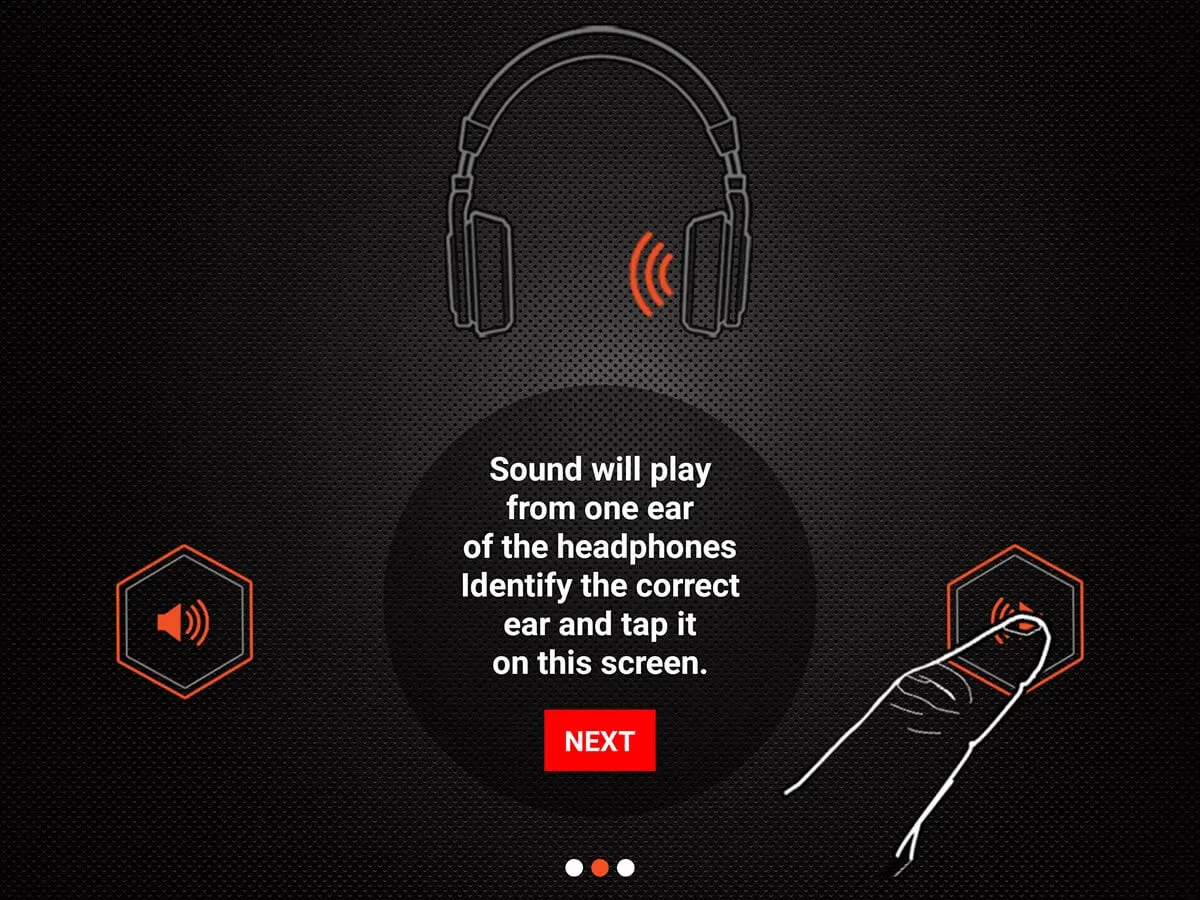 Sound will play
from one ear
of the headphones
Identify the correct
ear and tap it
on this screen.
NEXT